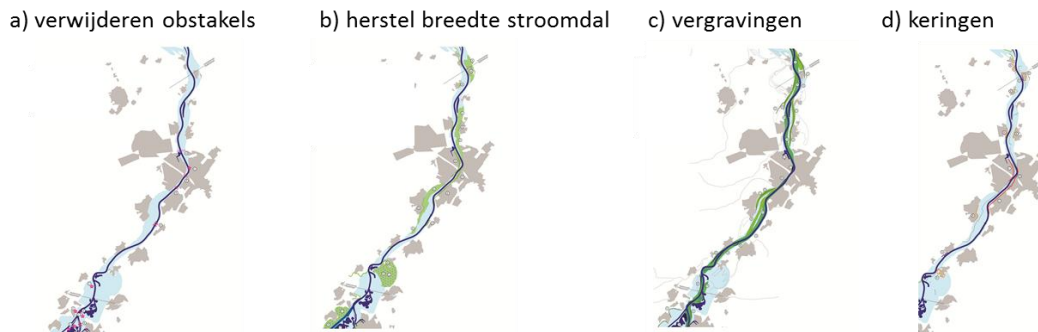 a) verwijderen obstakels
b) herstel breedte stroomdal
c) vergravingen
d) keringen